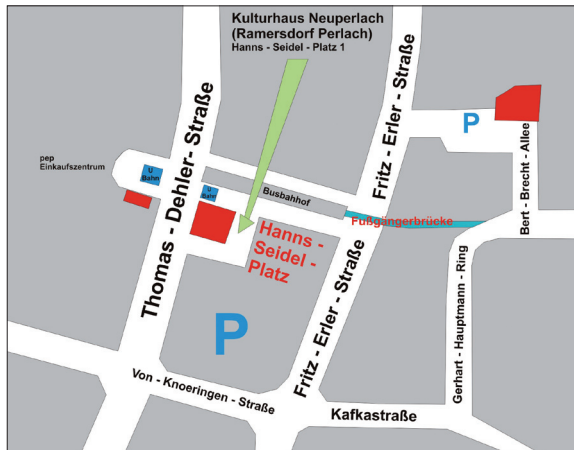 Kulturhaus Neuperlach
(Ramersdorf Perlach)
Hanns - Seidel - Platz 1
Thomas - Dehler- Straße
Fritz - Erler - Straße
P
Bert - Brecht - Allee
pep
Einkaufszentrum
U
Bahn
U
Bahn
Busbahhof
Fußgängerbrücke
Hanns -
Seidel -
Platz
P
Fritz - Erler - Straße
Gerhart - Hauptmann - Ring
Von - Knoeringen - Straße
Kafkastraße